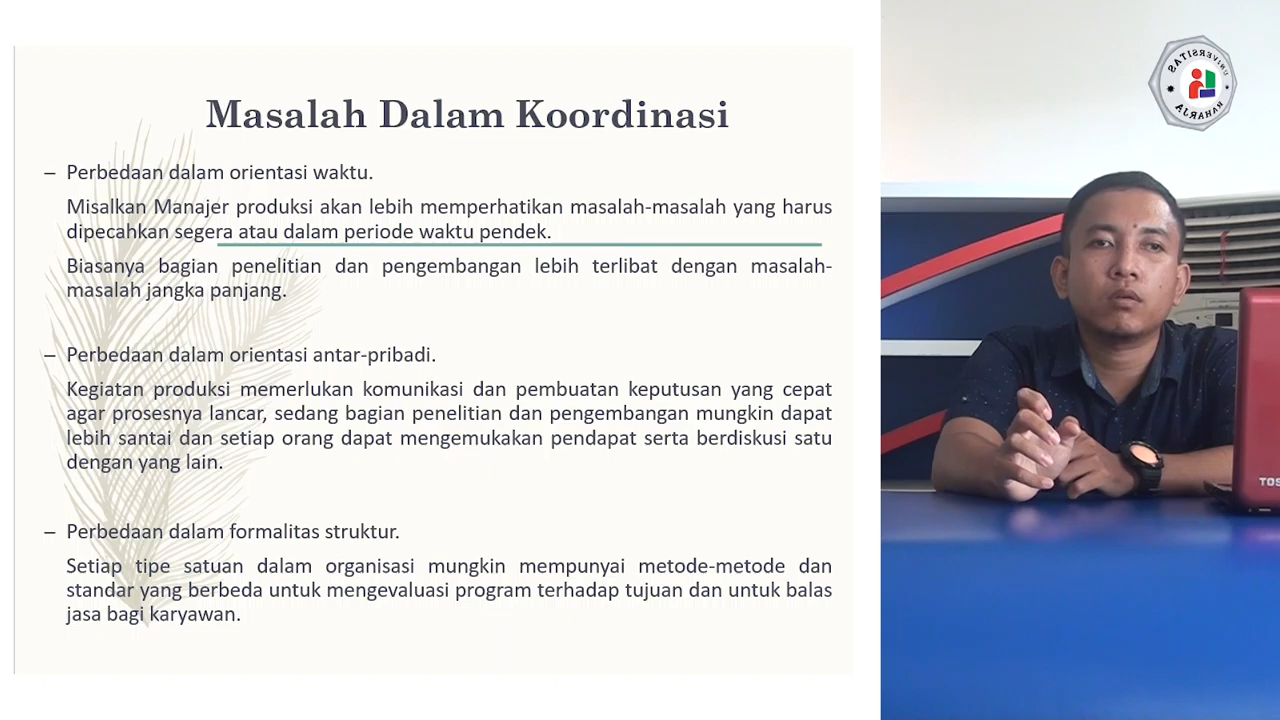 Masalah Dalam Koordinasi
– Perbedaan dalam orientasi waktu.
Misalkan Manajer produksi akan lebih memperhatikan masalah-masalah yang harus
dipecahkan segera atau dalam periode waktu pendek.
Biasanya bagian penelitian dan pengembangan lebih terlibat dengan masalah-
masalah jangka panjang.
– Perbedaan dalam orientasi antar-pribadi.
Kegiatan produksi memerlukan komunikasi dan pembuatan keputusan yang cepat
agar prosesnya lancar, sedang bagian penelitian dan pengembangan mungkin dapat
lebih santai dan setiap orang dapat mengemukakan pendapat serta berdiskusi satu
dengan yang lain.
– Perbedaan dalam formalitas struktur.
Setiap tipe satuan dalam organisasi mungkin mempunyai metode-metode dan
standar yang berbeda untuk mengevaluasi program terhadap tujuan dan untuk balas
jasa bagi karyawan.
UNIVERSITAS
RAHARJA
TOS